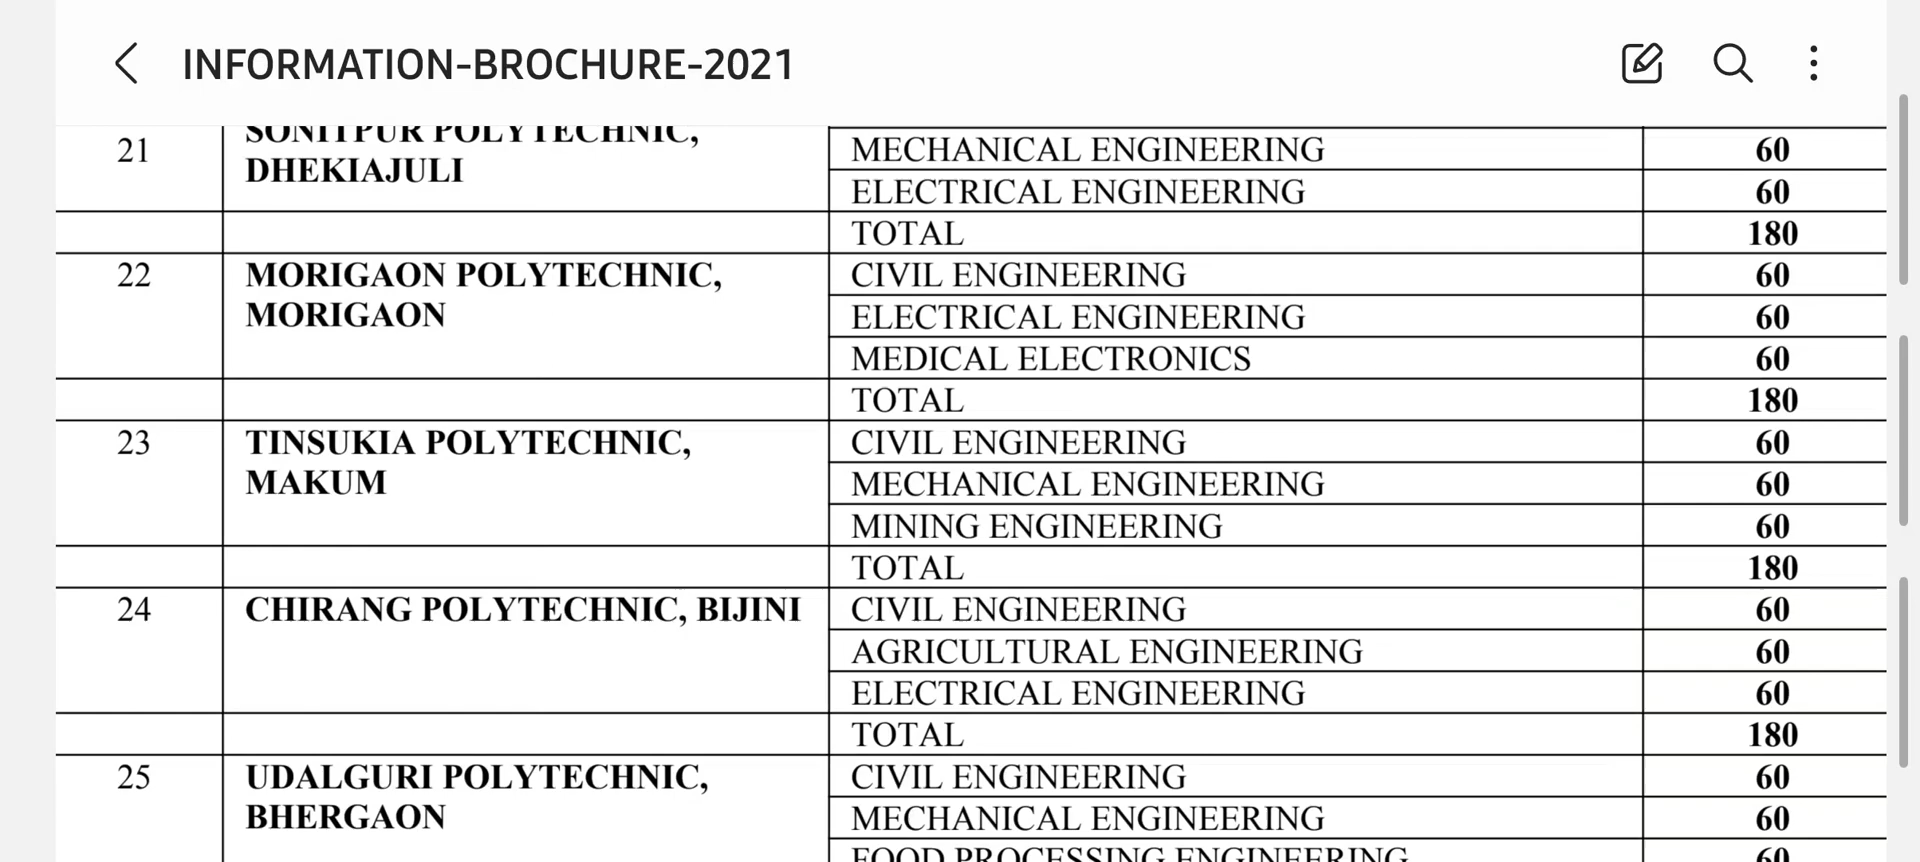 INFORMATION-BROCHURE-2021
21 SONITPUR POLYTECHNIC, MECHANICAL ENGINEERING 60
DHEKIAJULI ELECTRICAL ENGINEERING 60
TOTAL 180
22 MORIGAON POLYTECHNIC, CIVIL ENGINEERING 60
MORIGAON ELECTRICAL ENGINEERING 60
MEDICAL ELECTRONICS 60
TOTAL 180
23 TINSUKIA POLYTECHNIC, CIVIL ENGINEERING 60
MAKUM MECHANICAL ENGINEERING 60
MINING ENGINEERING 60
TOTAL 180
24 CHIRANG POLYTECHNIC, BIJINI CIVIL ENGINEERING 60
AGRICULTURAL ENGINEERING 60
ELECTRICAL ENGINEERING 60
TOTAL 180
25 UDALGURI POLYTECHNIC, CIVIL ENGINEERING 60
BHERGAON MECHANICAL ENGINEERING 60
FOOD PROCESSING ENGINEERING 60